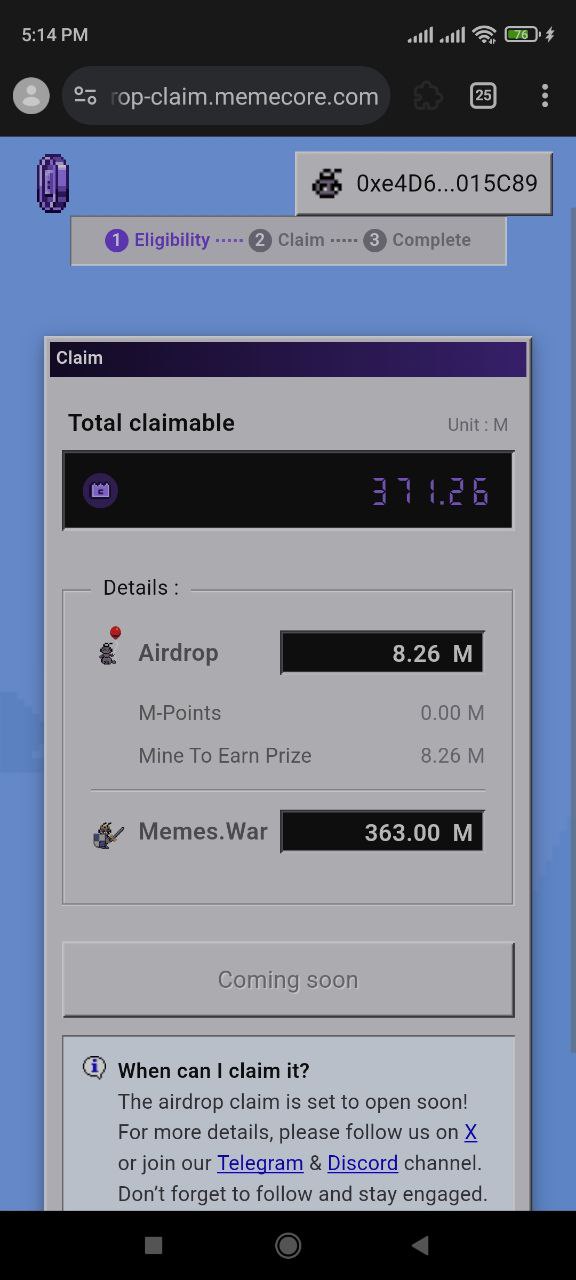 5:14 PM
76
rop-claim.memecore.com
25
0xe4D6...015C89
1 Eligibility ····· 2 Claim ····· 3 Complete
Claim
Total claimable
Unit : M
371.26
Details :
Airdrop
8.26 M
M-Points
0.00 M
Mine To Earn Prize
8.26 M
Memes.War
363.00 M
Coming soon
When can I claim it?
The airdrop claim is set to open soon!
For more details, please follow us on X
or join our Telegram & Discord channel.
Don't forget to follow and stay engaged.